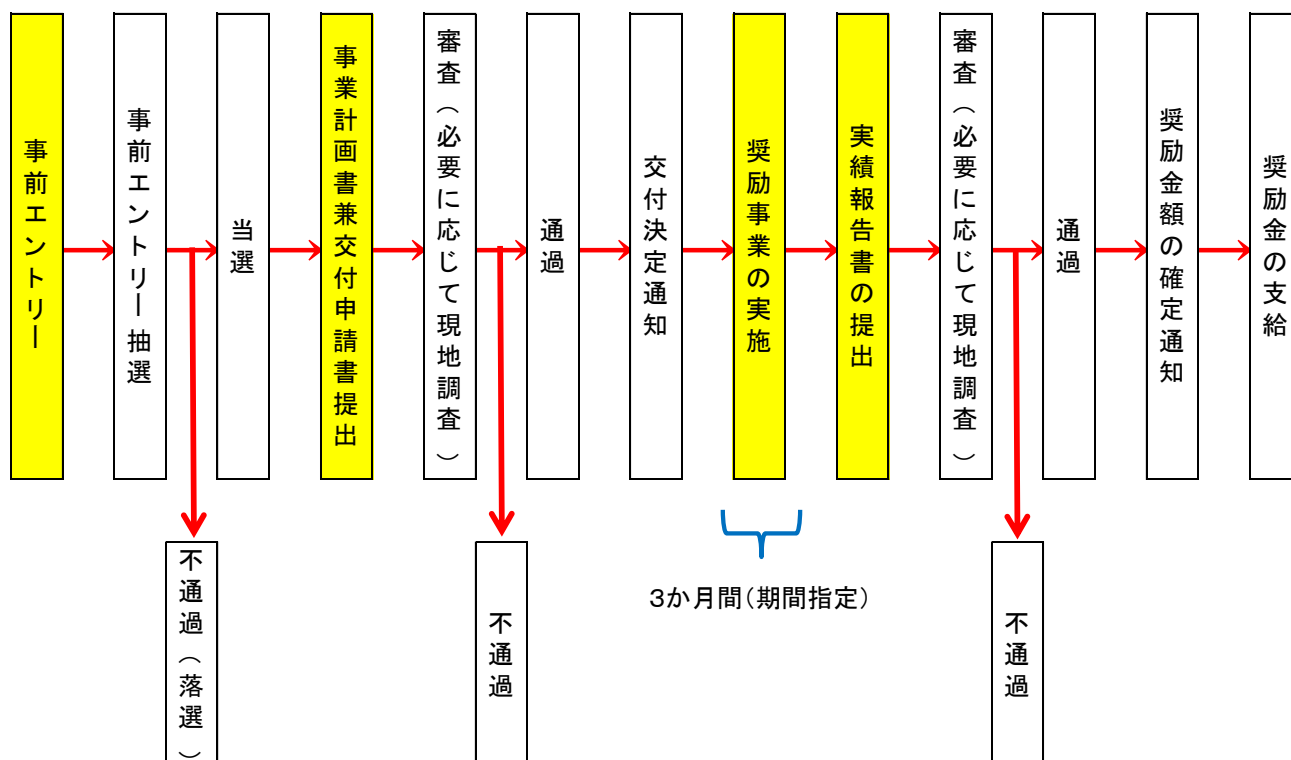 事前エントリー
事前エントリー抽選
当選
事業計画書兼交付申請書提出
審査（必要に応じて現地調査）
通過
交付決定通知
奨励事業の実施
実績報告書の提出
審査（必要に応じて現地調査）
通過
奨励金額の確定通知
奨励金の支給
不通過（落選）
不通過
3か月間（期間指定）
不通過